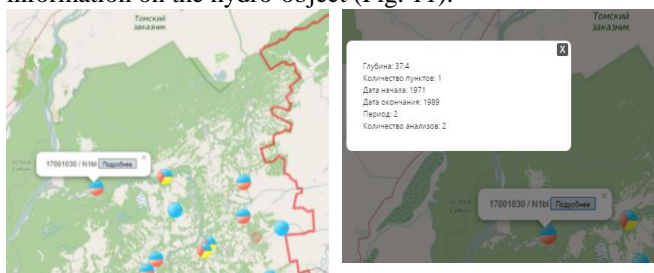 information on the hydro-object (Fig. 11).
Томский
заказник
17001030 / N1bl Подробнее ×
Томский
заказник
X
Глубина: 37,4
Количество пунктов: 1
Дата начала: 1971
Дата окончания: 1989
Период: 2
Количество анализов: 2
17001030 / N1bl Подробнее ×